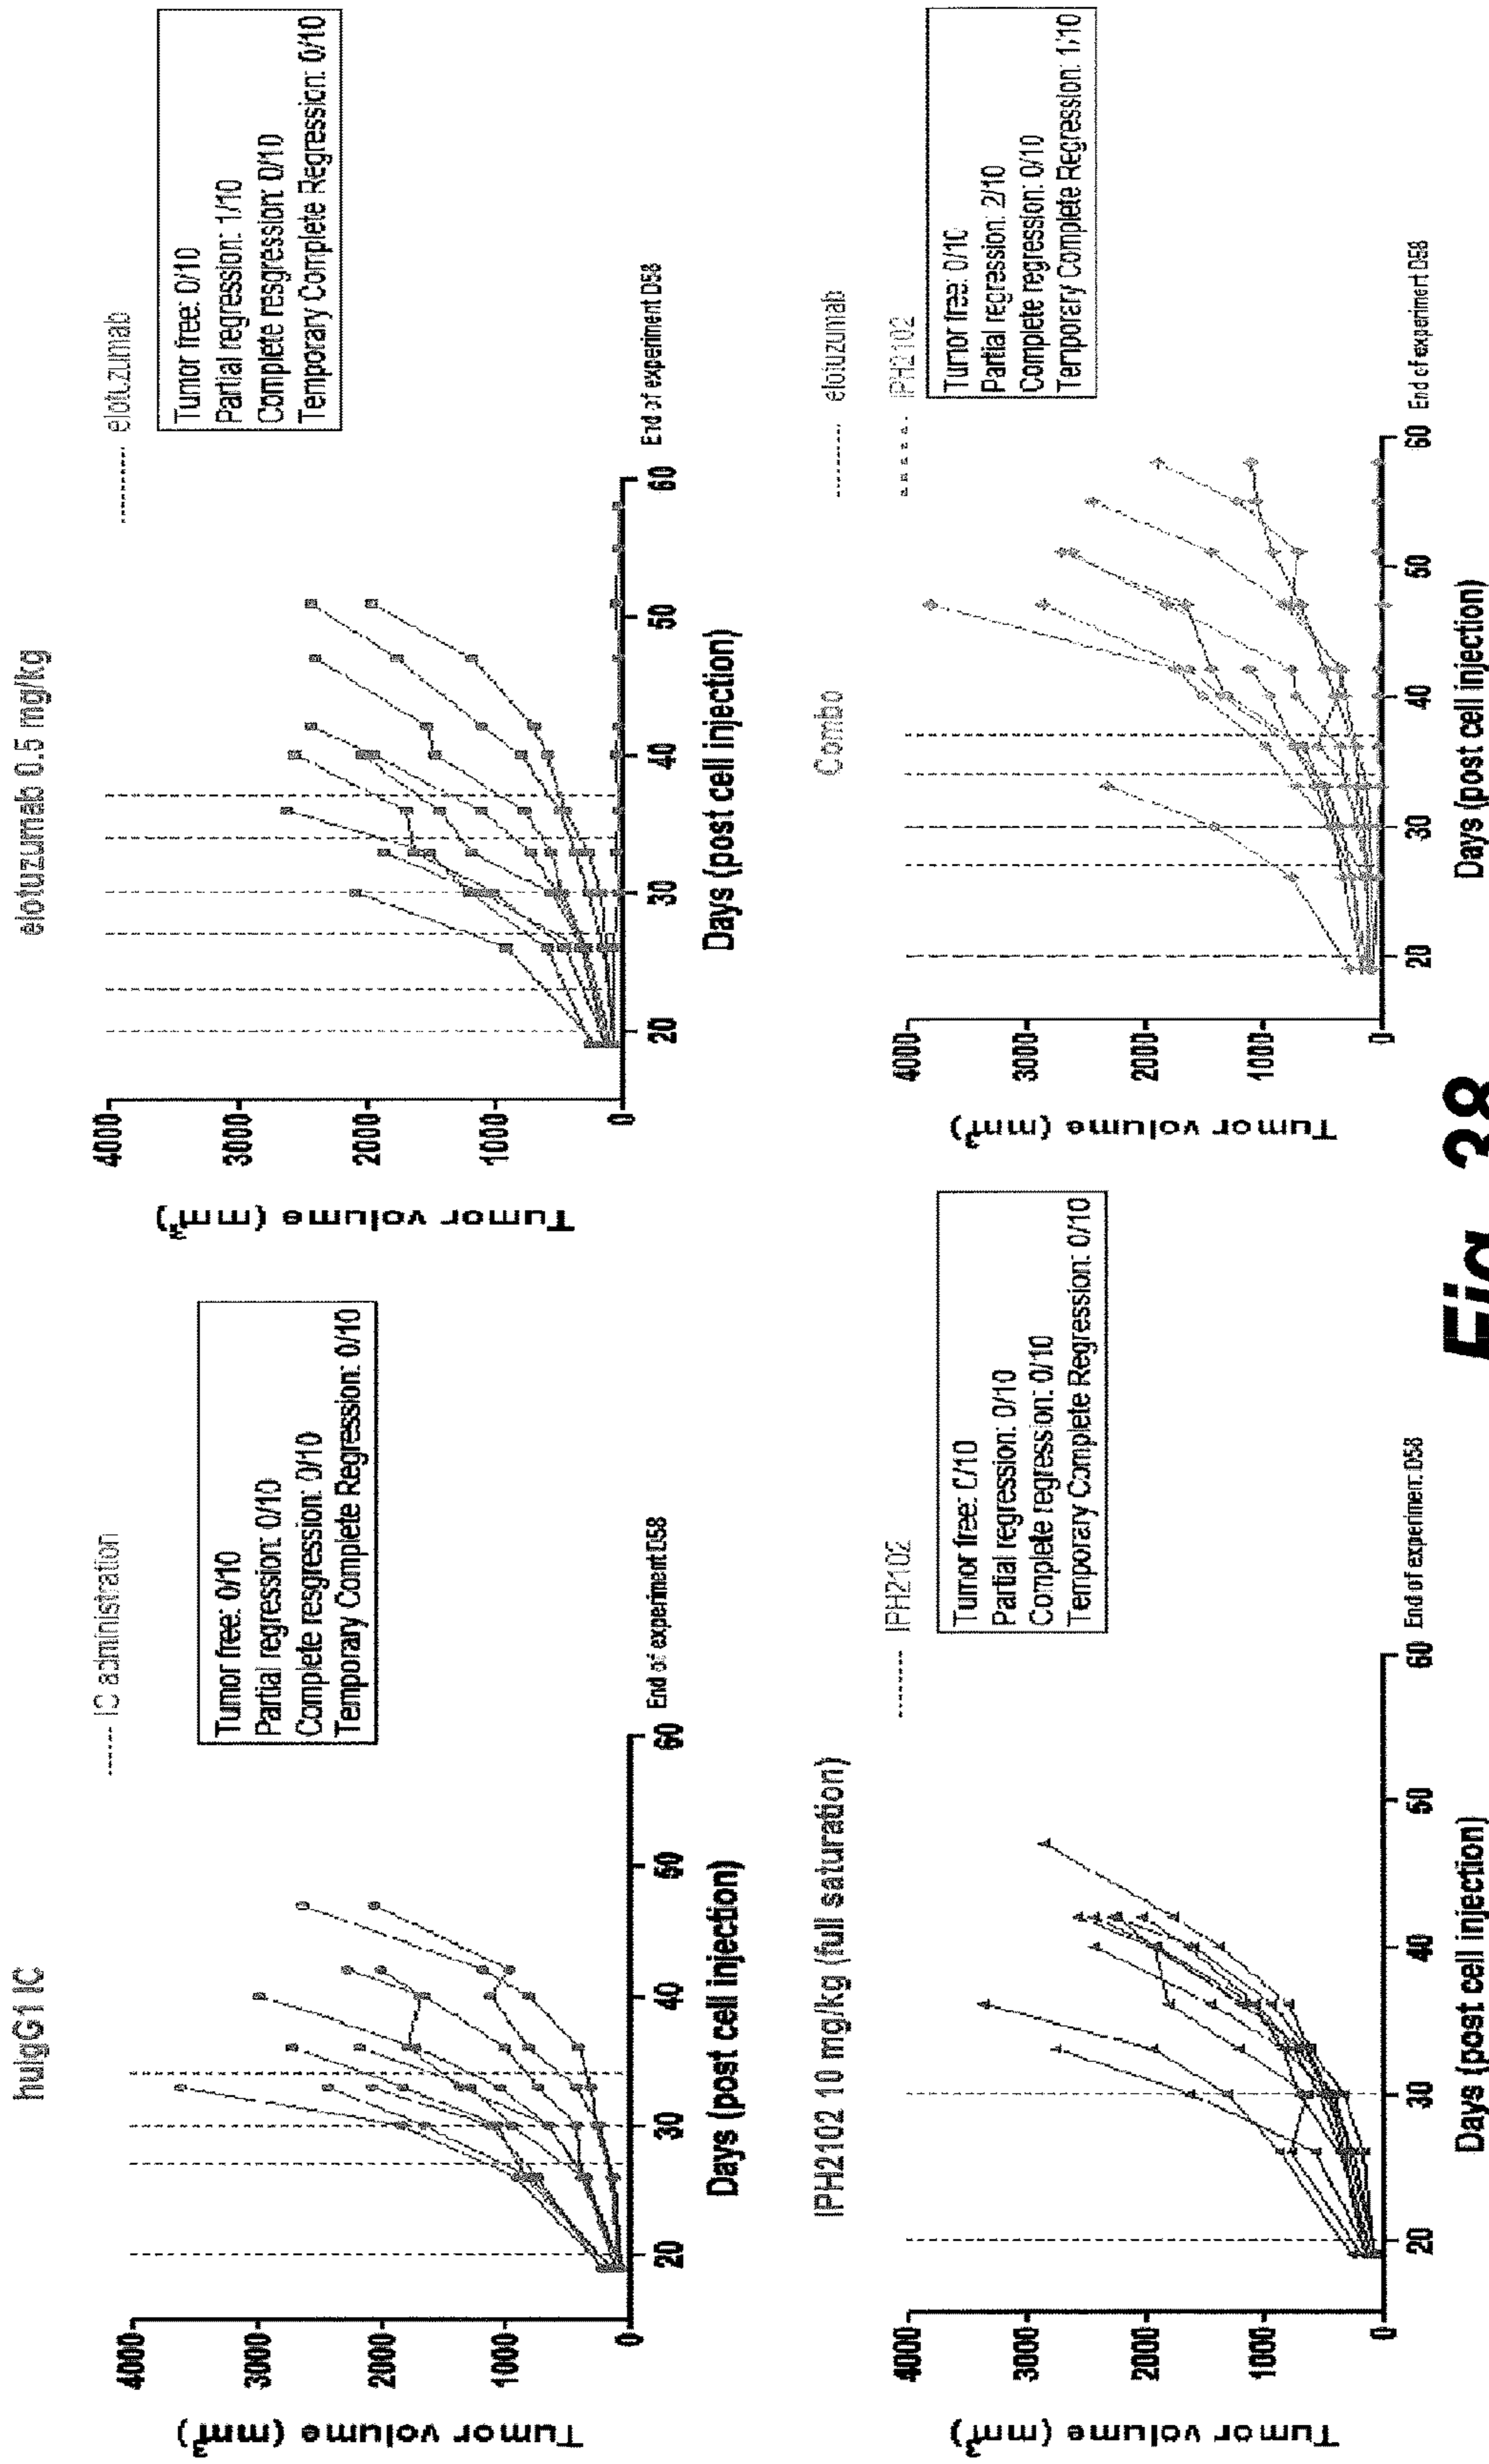 huIgG1 IC
IC administration
Tumor free: 0/10
Partial regression: 0/10
Complete resgression: 0/10
Temporary Complete Regression: 0/10
Tumor volume (mm3)
4000
3000
2000
1000
0
20
30
40
50
60
End of experiment D58
Days (post cell injection)
elotuzumab 0.5 mg/kg
elotuzumab
Tumor free: 0/10
Partial regression: 1/10
Complete resgression: 0/10
Temporary Complete Regression: 0/10
Tumor volume (mm3)
4000
3000
2000
1000
0
20
30
40
50
60
End of experiment D58
Days (post cell injection)
IPH2102 10 mg/kg (full saturation)
IPH2102
Tumor free: 0/10
Partial regression: 0/10
Complete regression: 0/10
Temporary Complete Regression: 0/10
Tumor volume (mm3)
4000
3000
2000
1000
0
20
30
40
50
60
End of experiment D58
Days (post cell injection)
Combo
elotuzumab
IPH2102
Tumor free: 0/10
Partial regression: 2/10
Complete regression: 0/10
Temporary Complete Regression: 1/10
Tumor volume (mm3)
4000
3000
2000
1000
0
20
30
40
50
60
End of experiment D58
Days (post cell injection)
Fig. 38